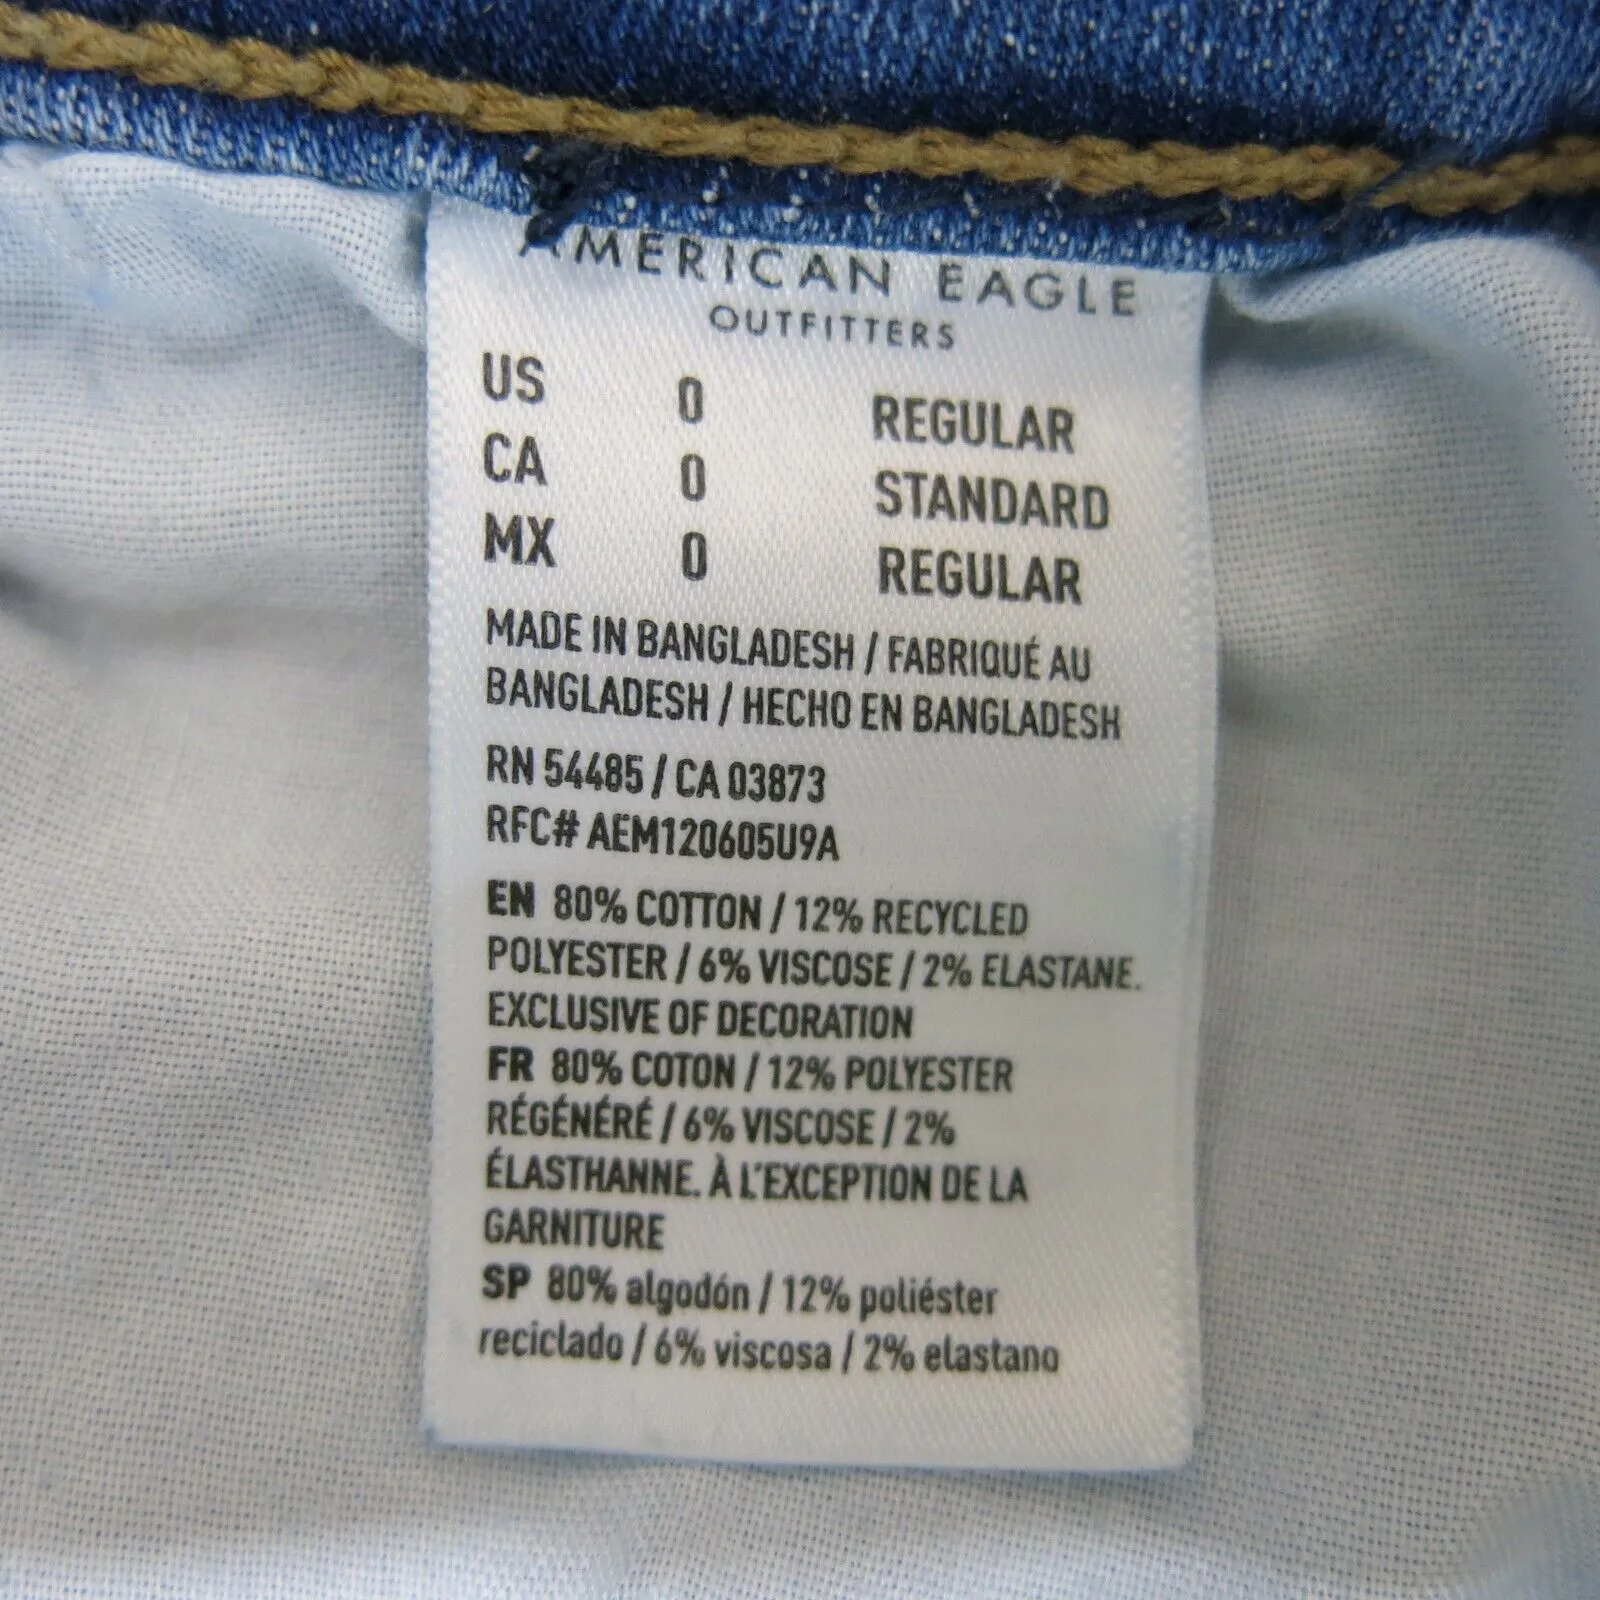 AMERICAN EAGLE
OUTFITTERS
US 0 REGULAR
CA 0 STANDARD
MX 0 REGULAR
MADE IN BANGLADESH / FABRIQUÉ AU
BANGLADESH / HECHO EN BANGLADESH
RN 54485 / CA 03873
RFC# AEM120605U9A
EN 80% COTTON / 12% RECYCLED
POLYESTER / 6% VISCOSE / 2% ELASTANE.
EXCLUSIVE OF DECORATION
FR 80% COTON / 12% POLYESTER
RÉGÉNÉRÉ / 6% VISCOSE / 2%
ÉLASTHANNE. À L'EXCEPTION DE LA
GARNITURE
SP 80% algodón / 12% poliéster
reciclado / 6% viscosa / 2% elastano